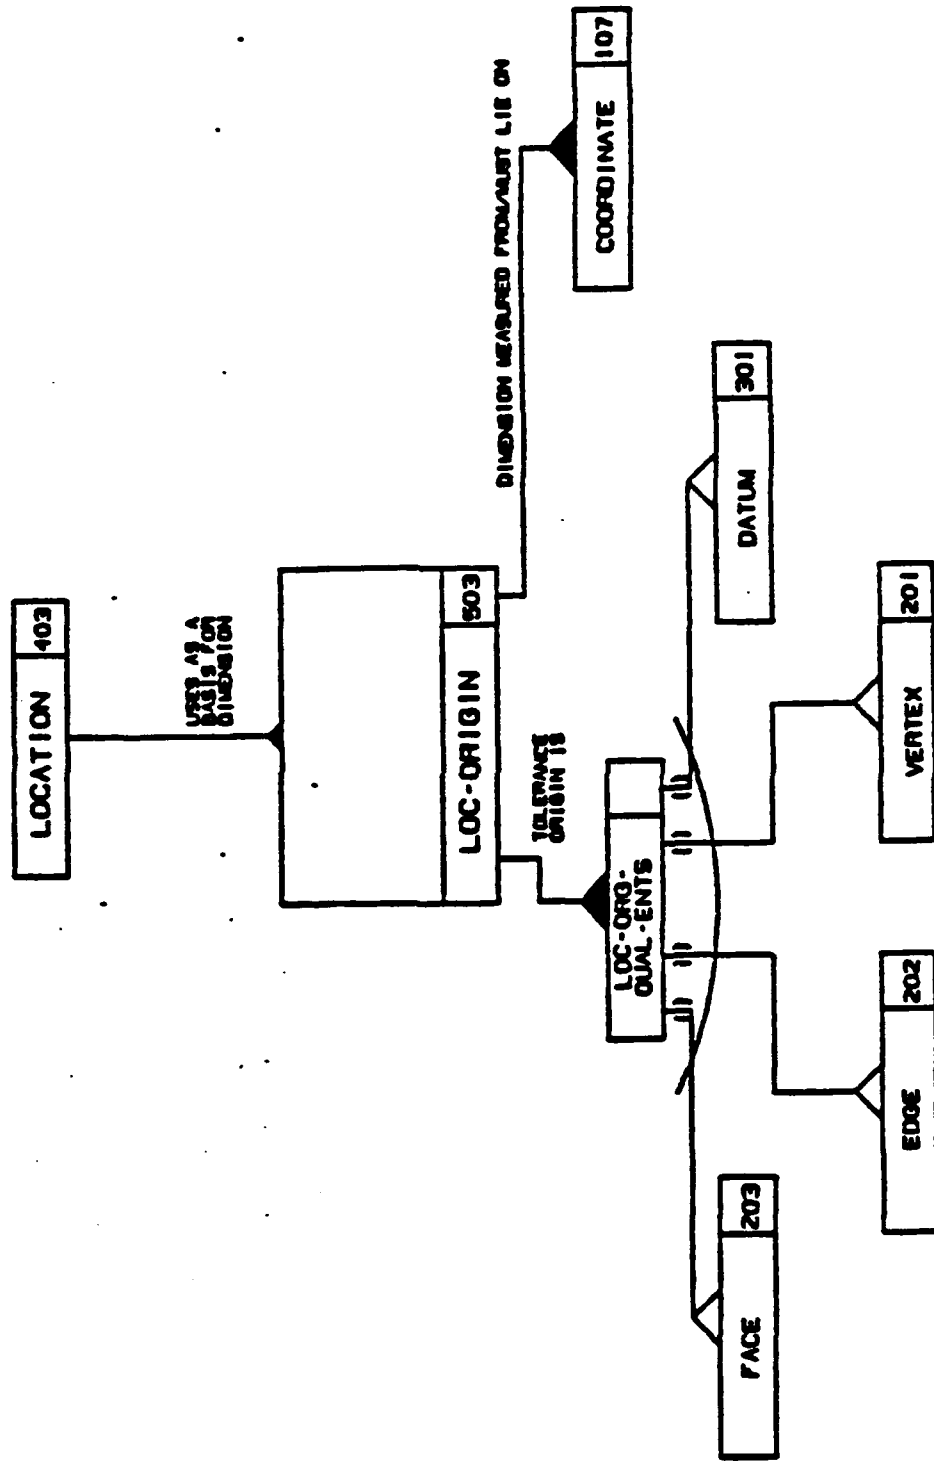 LOCATION 403
USES AS A
BASIS FOR
DIMENSION
LOC-ORIGIN 503
TOLERANCE
ORIGIN IS
DIMENSION MEASURED FROM/MUST LIE ON
COORDINATE 107
LOC-ORG-
QUAL-ENTS
FACE 203
DATUM 301
EDGE 202
VERTEX 201